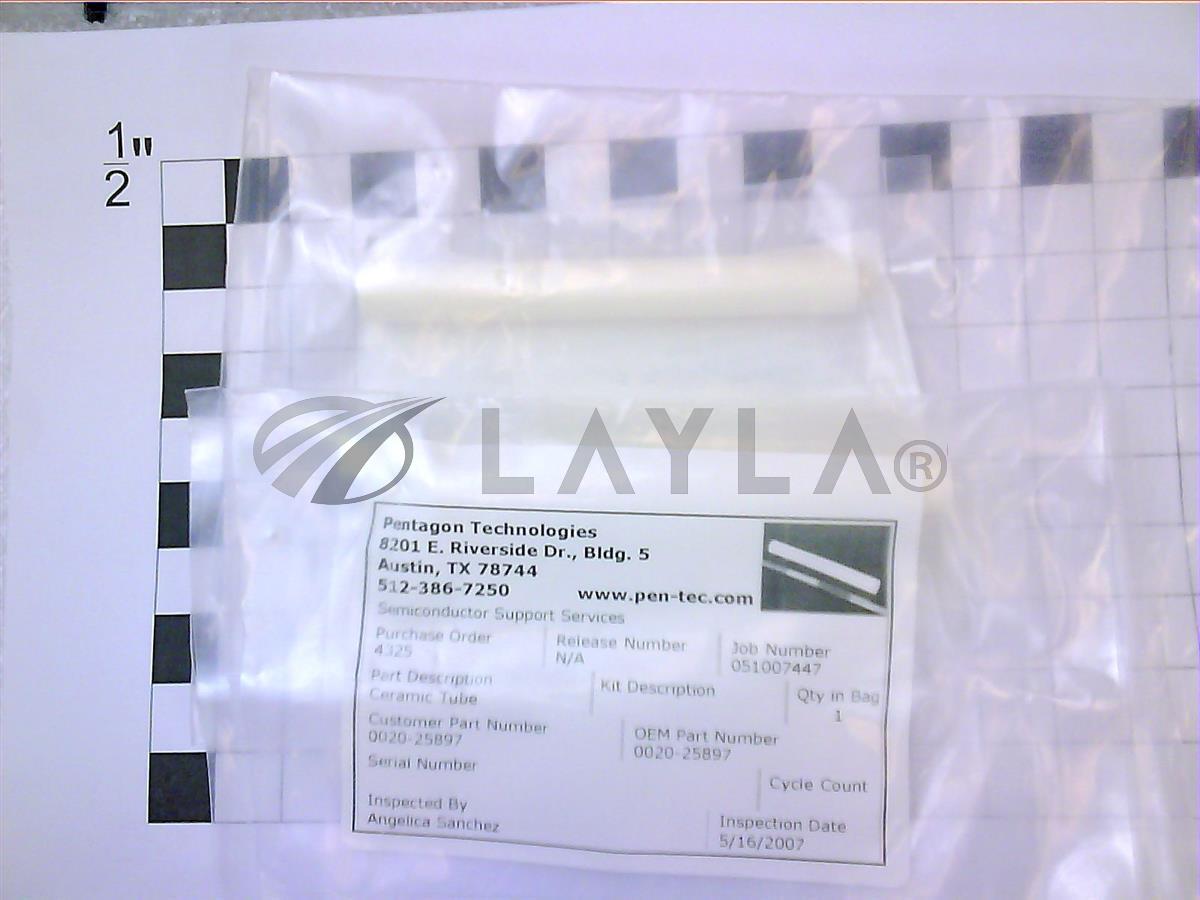 1/2"
LAYLA®
Pentagon Technologies
8201 E. Riverside Dr., Bldg. 5
Austin, TX 78744
512-386-7250 www.pen-tec.com
Semiconductor Support Services
Purchase Order Release Number Job Number
4325 N/A 051007447
Part Description Kit Description Qty in Bag
Ceramic Tube 1
Customer Part Number OEM Part Number
0020-25897 0020-25897
Serial Number Cycle Count
Inspected By Inspection Date
Angelica Sanchez 5/16/2007